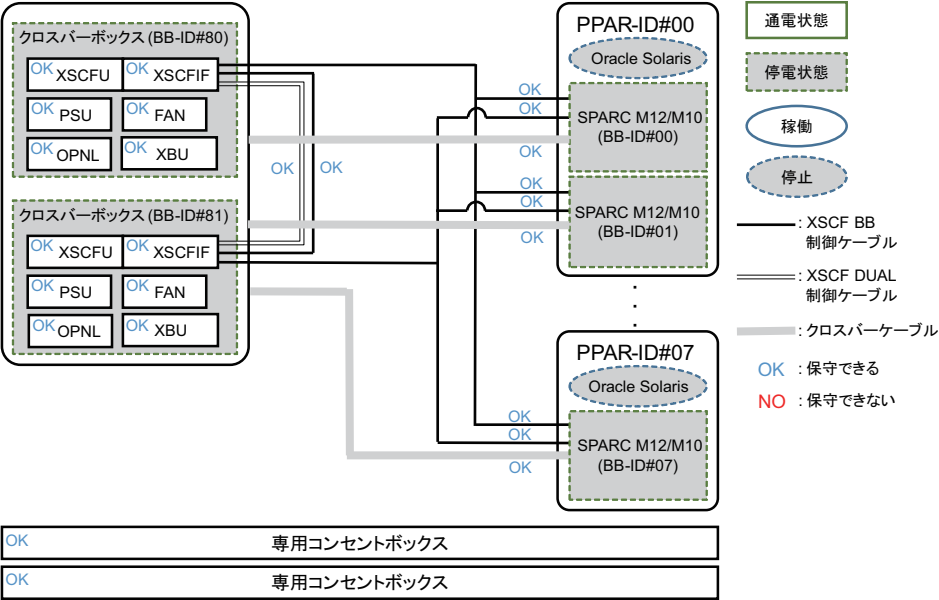 クロスバーボックス (BB-ID#80)
OK XSCFU
OK XSCFIF
OK PSU
OK FAN
OK OPNL
OK XBU
クロスバーボックス (BB-ID#81)
OK XSCFU
OK XSCFIF
OK PSU
OK FAN
OK OPNL
OK XBU
OK
OK
PPAR-ID#00
Oracle Solaris
OK
OK
OK
SPARC M12/M10
(BB-ID#00)
OK
OK
OK
SPARC M12/M10
(BB-ID#01)
PPAR-ID#07
Oracle Solaris
OK
OK
OK
SPARC M12/M10
(BB-ID#07)
通電状態
停電状態
稼働
停止
: XSCF BB
制御ケーブル
: XSCF DUAL
制御ケーブル
: クロスバーケーブル
OK : 保守できる
NO : 保守できない
OK 専用コンセントボックス
OK 専用コンセントボックス